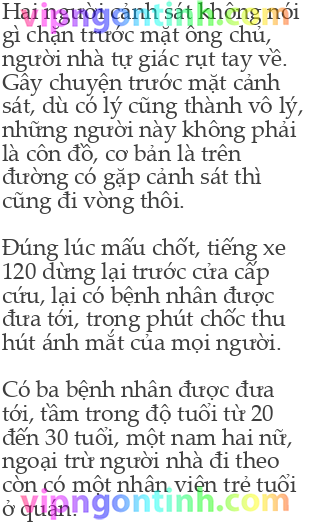 Hai người cảnh sát không nói
vipngontinh.com
gì chặn trước mặt ông chủ,
người nhà tự giác rụt tay về.
Gây chuyện trước mặt cảnh
sát, dù có lý cũng thành vô lý,
những người này không phải
là côn đồ, cơ bản là trên
đường có gặp cảnh sát thì
cũng đi vòng thôi.
Đúng lúc mấu chốt, tiếng xe
120 dừng lại trước cửa cấp
cứu, lại có bệnh nhân được
đưa tới, trong phút chốc thu
hút ánh mắt của mọi người.
Có ba bệnh nhân được đưa
tới, tầm trong độ tuổi từ 20
đến 30 tuổi, một nam hai nữ,
ngoại trừ người nhà đi theo
còn có một nhân viên trẻ tuổi
vipngontinh.com
ở quán.